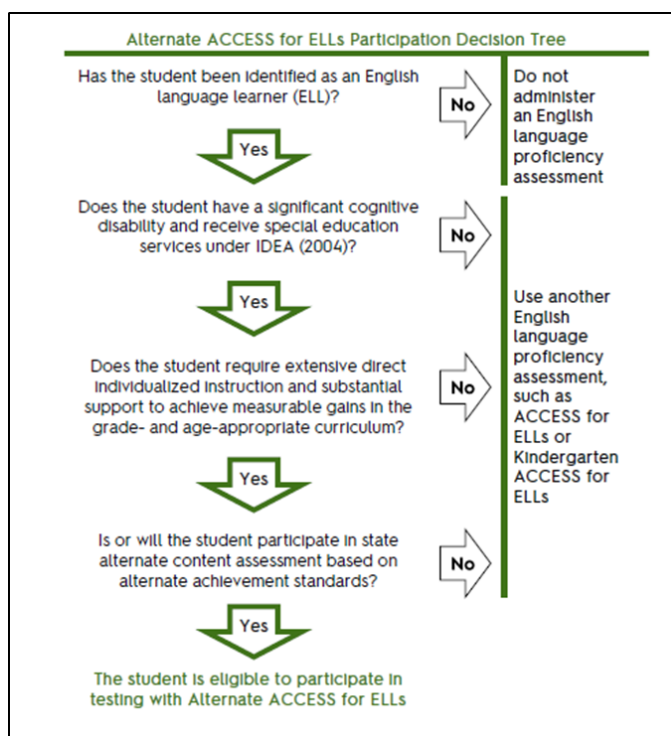 Alternate ACCESS for ELLs Participation Decision Tree
Has the student been identified as an English
language learner (ELL)?
No
Do not
administer
an English
language
proficiency
assessment
Yes
Does the student have a significant cognitive
disability and receive special education
services under IDEA (2004)?
No
Yes
Use another
English
language
proficiency
assessment,
such as
ACCESS for
ELLs or
Kindergarten
ACCESS for
ELLs
Does the student require extensive direct
individualized instruction and substantial
support to achieve measurable gains in the
grade- and age-appropriate curriculum?
No
Yes
Is or will the student participate in state
alternate content assessment based on
alternate achievement standards?
No
Yes
The student is eligible to participate in
testing with Alternate ACCESS for ELLs